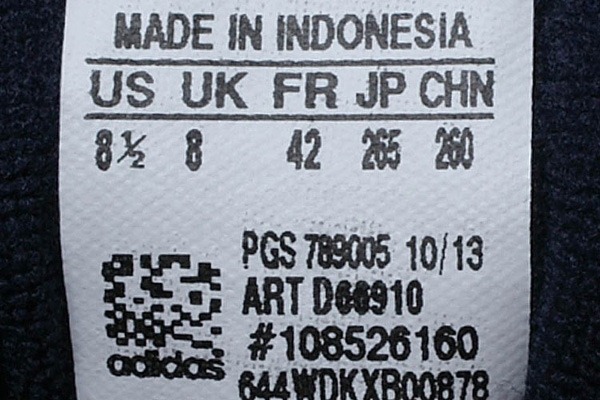 MADE IN INDONESIA
US UK FR JP CHN
8½ 8 42 265 260
PGS 789005 10/13
ART D66910
#108526160
adidas
644WDKXB00878